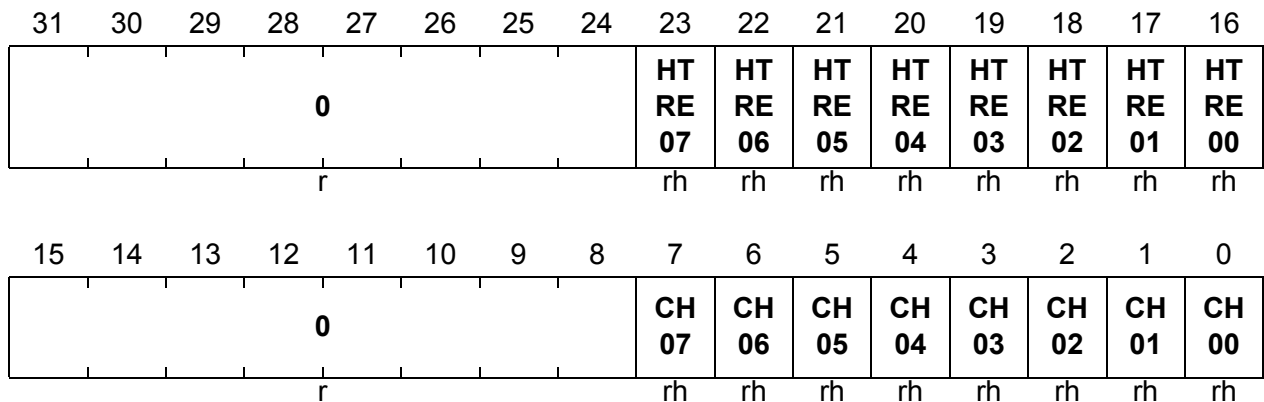 31 30 29 28 27 26 25 24 23 22 21 20 19 18 17 16
HT HT HT HT HT HT HT HT
0 RE RE RE RE RE RE RE RE
07 06 05 04 03 02 01 00
r rh rh rh rh rh rh rh rh
15 14 13 12 11 10 9 8 7 6 5 4 3 2 1 0
CH CH CH CH CH CH CH CH
0
07 06 05 04 03 02 01 00
r rh rh rh rh rh rh rh rh